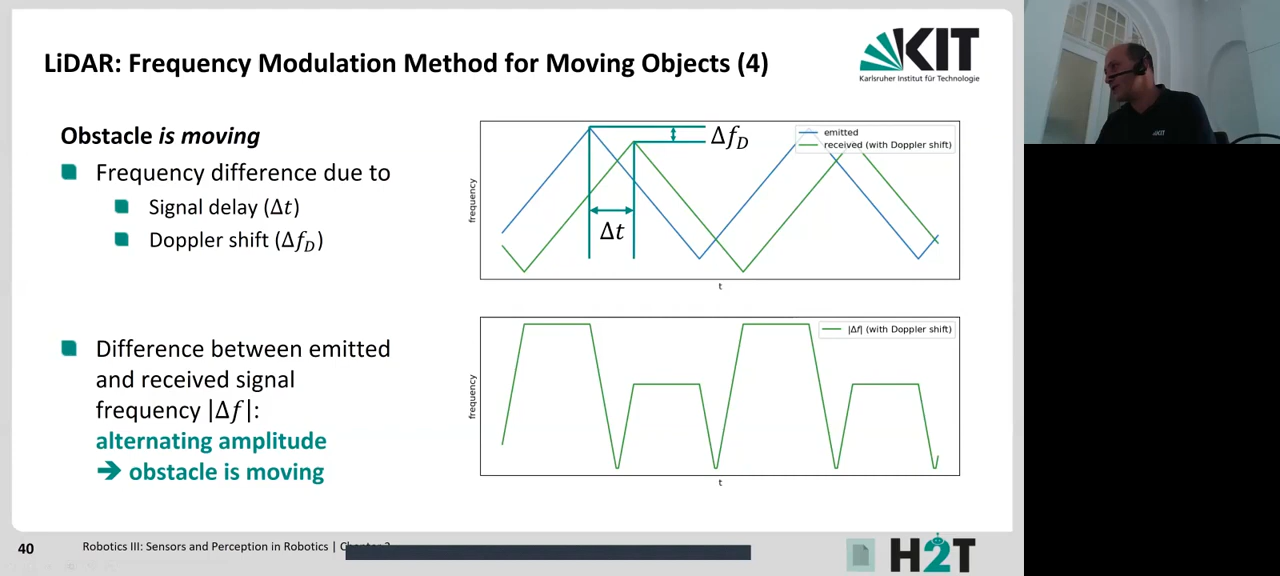 LiDAR: Frequency Modulation Method for Moving Objects (4)
KIT
Karlsruher Institut für Technologie
Obstacle is moving
Frequency difference due to
Signal delay (Δt)
Doppler shift (Δf_D)
Difference between emitted
and received signal
frequency |Δf|:
alternating amplitude
➔ obstacle is moving
emitted
received (with Doppler shift)
Δf_D
Δt
frequency
t
|Δf| (with Doppler shift)
frequency
t
40
Robotics III: Sensors and Perception in Robotics |
H2T
KIT